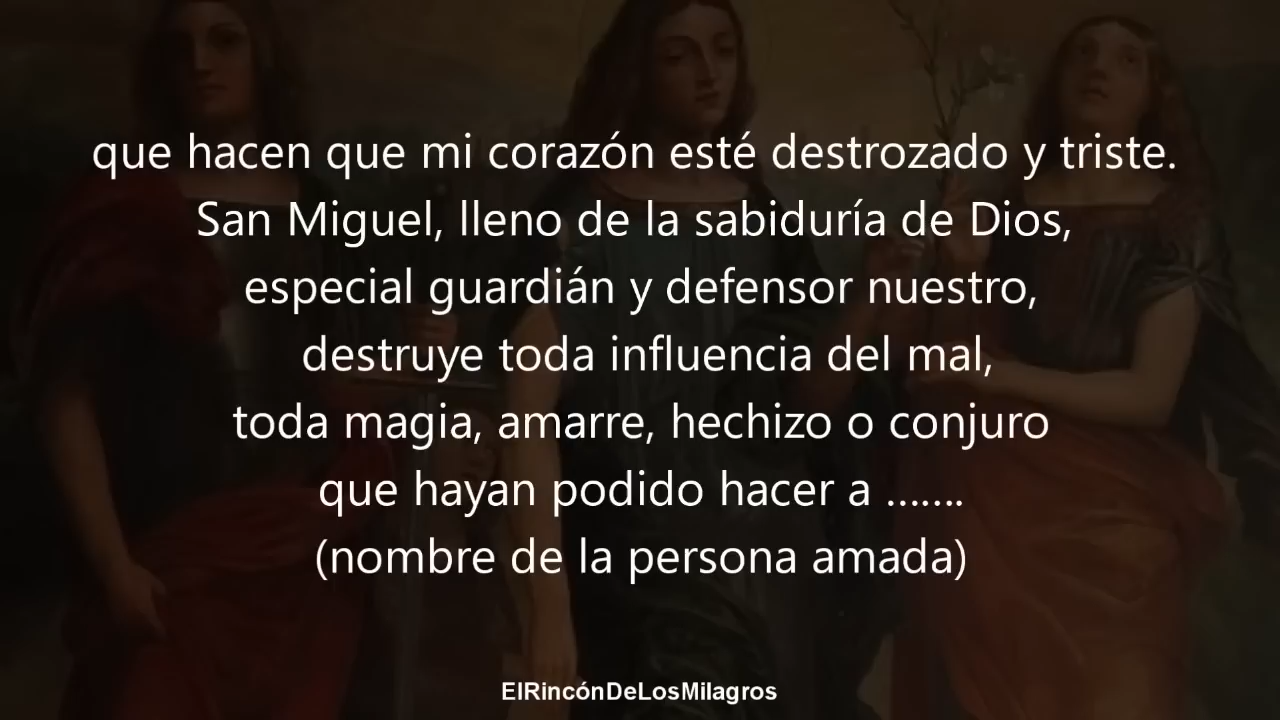 que hacen que mi corazón esté destrozado y triste.
San Miguel, lleno de la sabiduría de Dios,
especial guardián y defensor nuestro,
destruye toda influencia del mal,
toda magia, amarre, hechizo o conjuro
que hayan podido hacer a …….
(nombre de la persona amada)
ElRincónDeLosMilagros